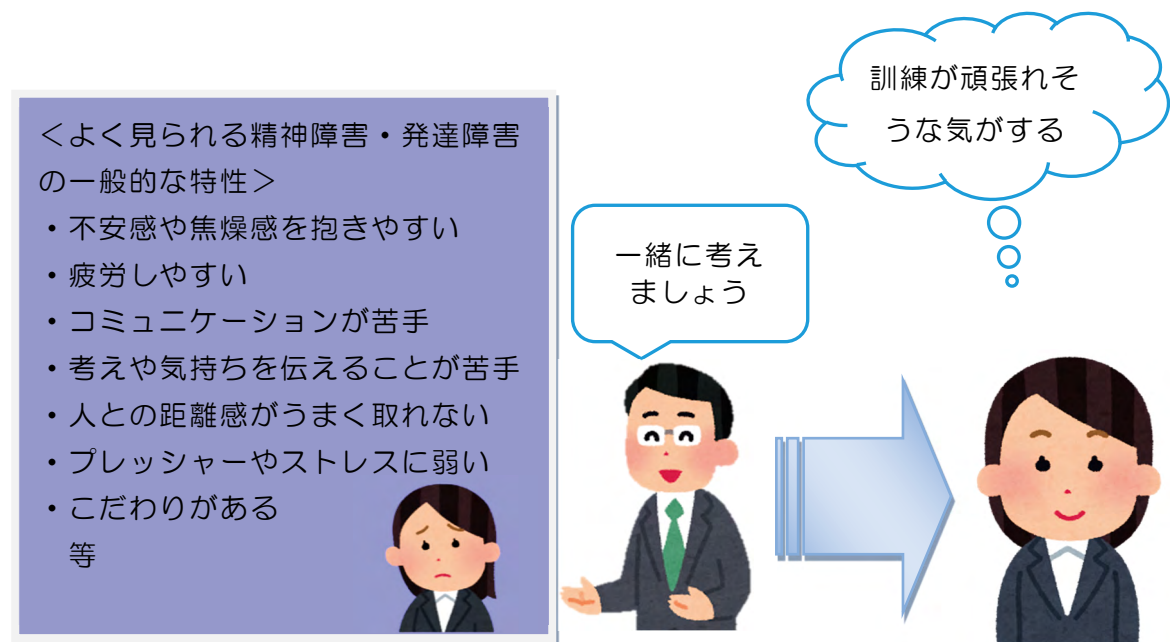 ＜よく見られる精神障害・発達障害
の一般的な特性＞
・不安感や焦燥感を抱きやすい
・疲労しやすい
・コミュニケーションが苦手
・考えや気持ちを伝えることが苦手
・人との距離感がうまく取れない
・プレッシャーやストレスに弱い
・こだわりがある
等
一緒に考え
ましょう
訓練が頑張れそ
うな気がする